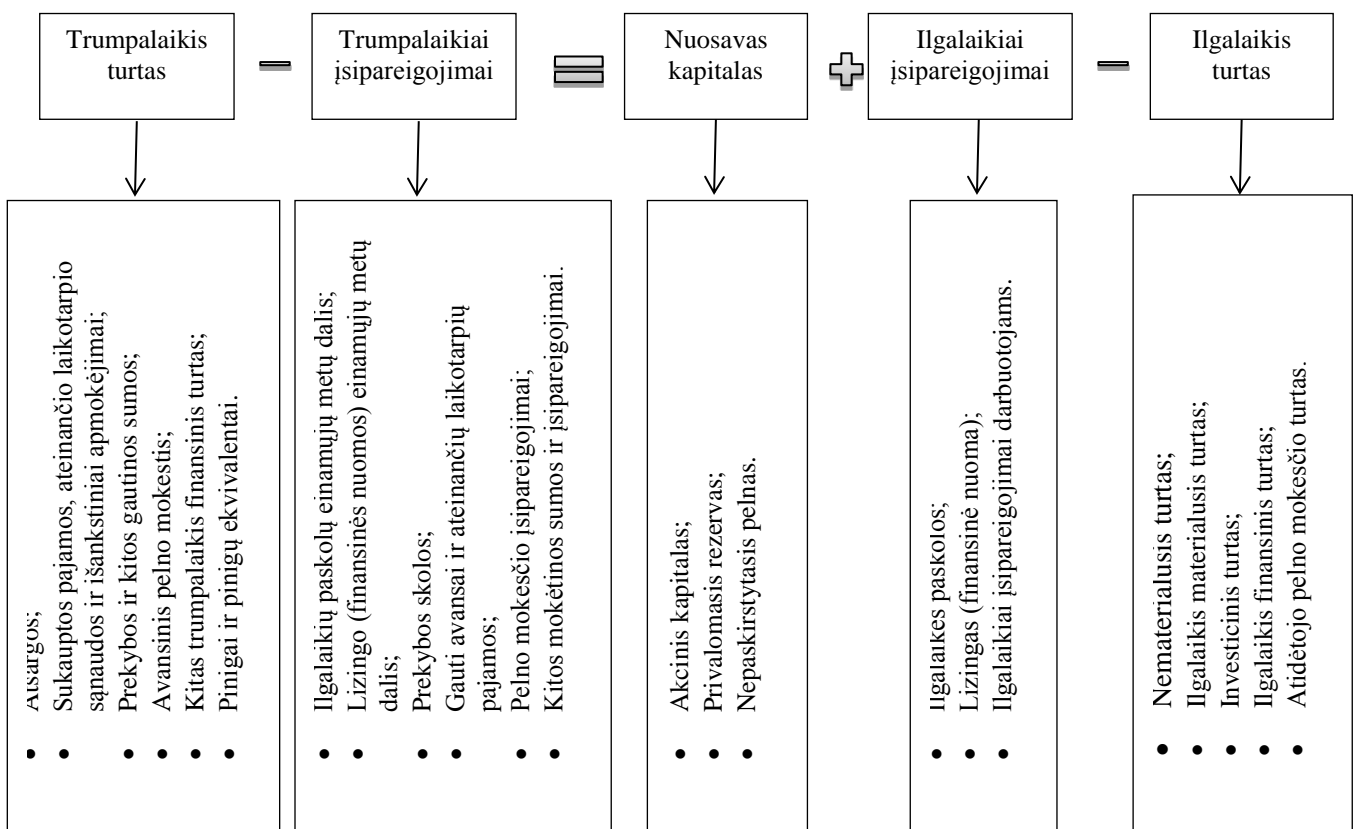 Trumpalaikis
turtas
Trumpalaikiai
įsipareigojimai
Nuosavas
kapitalas
Ilgalaikiai
įsipareigojimai
Ilgalaikis
turtas
• Atsargos;
• Sukauptos pajamos, ateinančio laikotarpio
sąnaudos ir išankstiniai apmokėjimai;
• Prekybos ir kitos gautinos sumos;
• Avansinis pelno mokestis;
• Kitas trumpalaikis finansinis turtas;
• Pinigai ir pinigų ekvivalentai.
• Ilgalaikių paskolų einamųjų metų dalis;
• Lizingo (finansinės nuomos) einamųjų metų
dalis;
• Prekybos skolos;
• Gauti avansai ir ateinančių laikotarpių
pajamos;
• Pelno mokesčio įsipareigojimai;
• Kitos mokėtinos sumos ir įsipareigojimai.
• Akcinis kapitalas;
• Privalomasis rezervas;
• Nepaskirstytasis pelnas.
• Ilgalaikės paskolos;
• Lizingas (finansinė nuoma);
• Ilgalaikiai įsipareigojimai darbuotojams.
• Nematerialusis turtas;
• Ilgalaikis materialusis turtas;
• Investicinis turtas;
• Ilgalaikis finansinis turtas;
• Atidėtojo pelno mokesčio turtas.